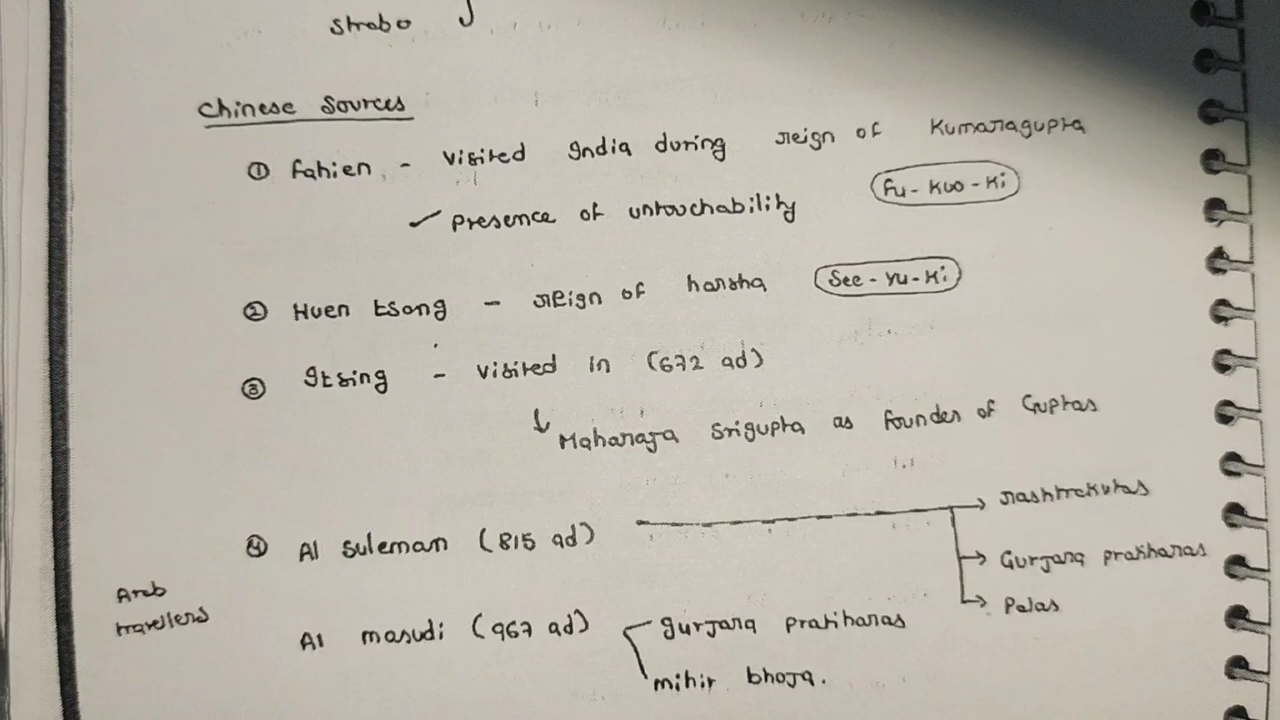 Strabo
Chinese Sources
① Fahien - visited India during reign of Kumaragupta
✓ Presence of untouchability
Fu-Kuo-Ki
② Huen tsong - reign of harsha
See-Yu-Ki
③ Itsing - visited in (672 ad)
↳ Maharaja Srigupta as founder of Guptas
④ Al Suleman (815 ad) → rashtrekutas
→ Gurjara pratiharas
→ Palas
Arab
travellers
Al masudi (967 ad) gurjara pratiharas
mihir bhoja.